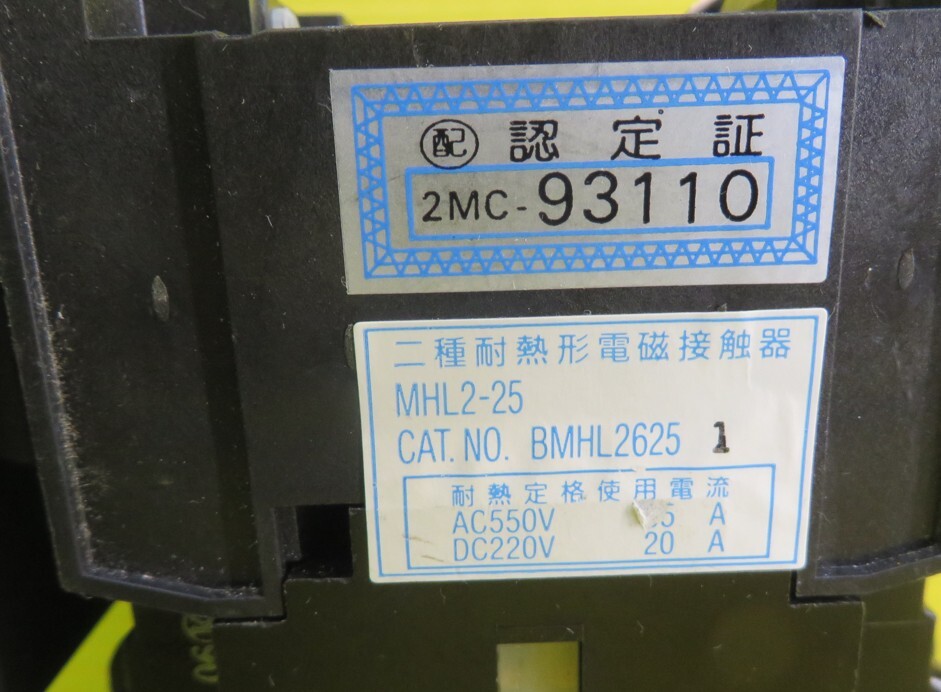 配 認定証
2MC-93110
二種耐熱形電磁接触器
MHL2-25
CAT. NO. BMHL2625 1
耐熱定格使用電流
AC550V A
DC220V 20 A